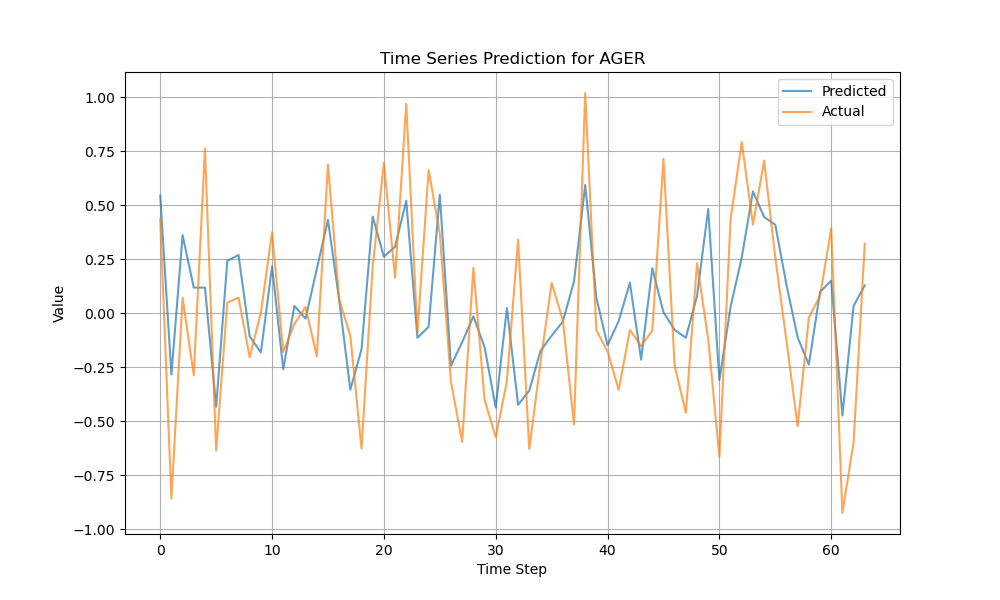 Time Series Prediction for AGER
Predicted
Actual
1.00
0.75
0.50
0.25
0.00
−0.25
−0.50
−0.75
−1.00
Value
0 10 20 30 40 50 60
Time Step